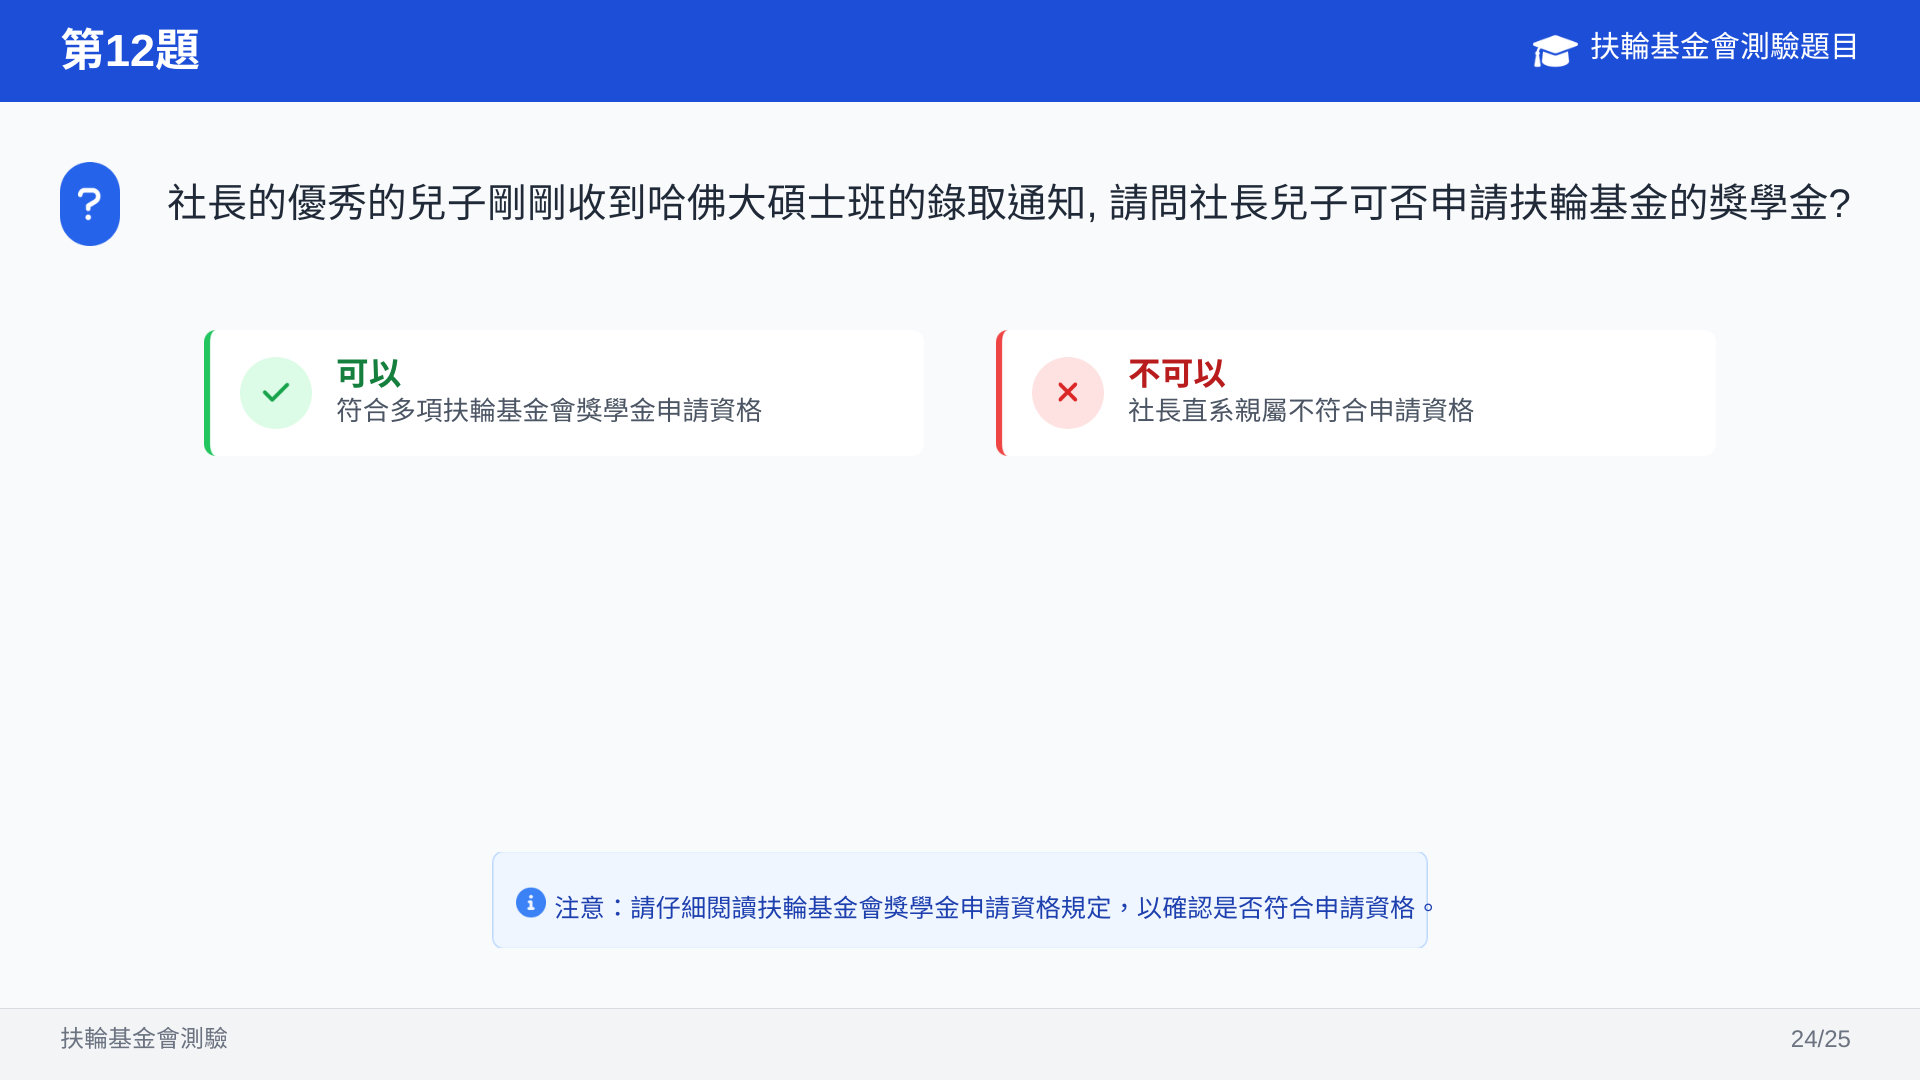 第12題
扶輪基金會測驗題目
社長的優秀的兒子剛剛收到哈佛大碩士班的錄取通知, 請問社長兒子可否申請扶輪基金的獎學金?
可以
符合多項扶輪基金會獎學金申請資格
不可以
社長直系親屬不符合申請資格
注意：請仔細閱讀扶輪基金會獎學金申請資格規定，以確認是否符合申請資格。
扶輪基金會測驗
24/25